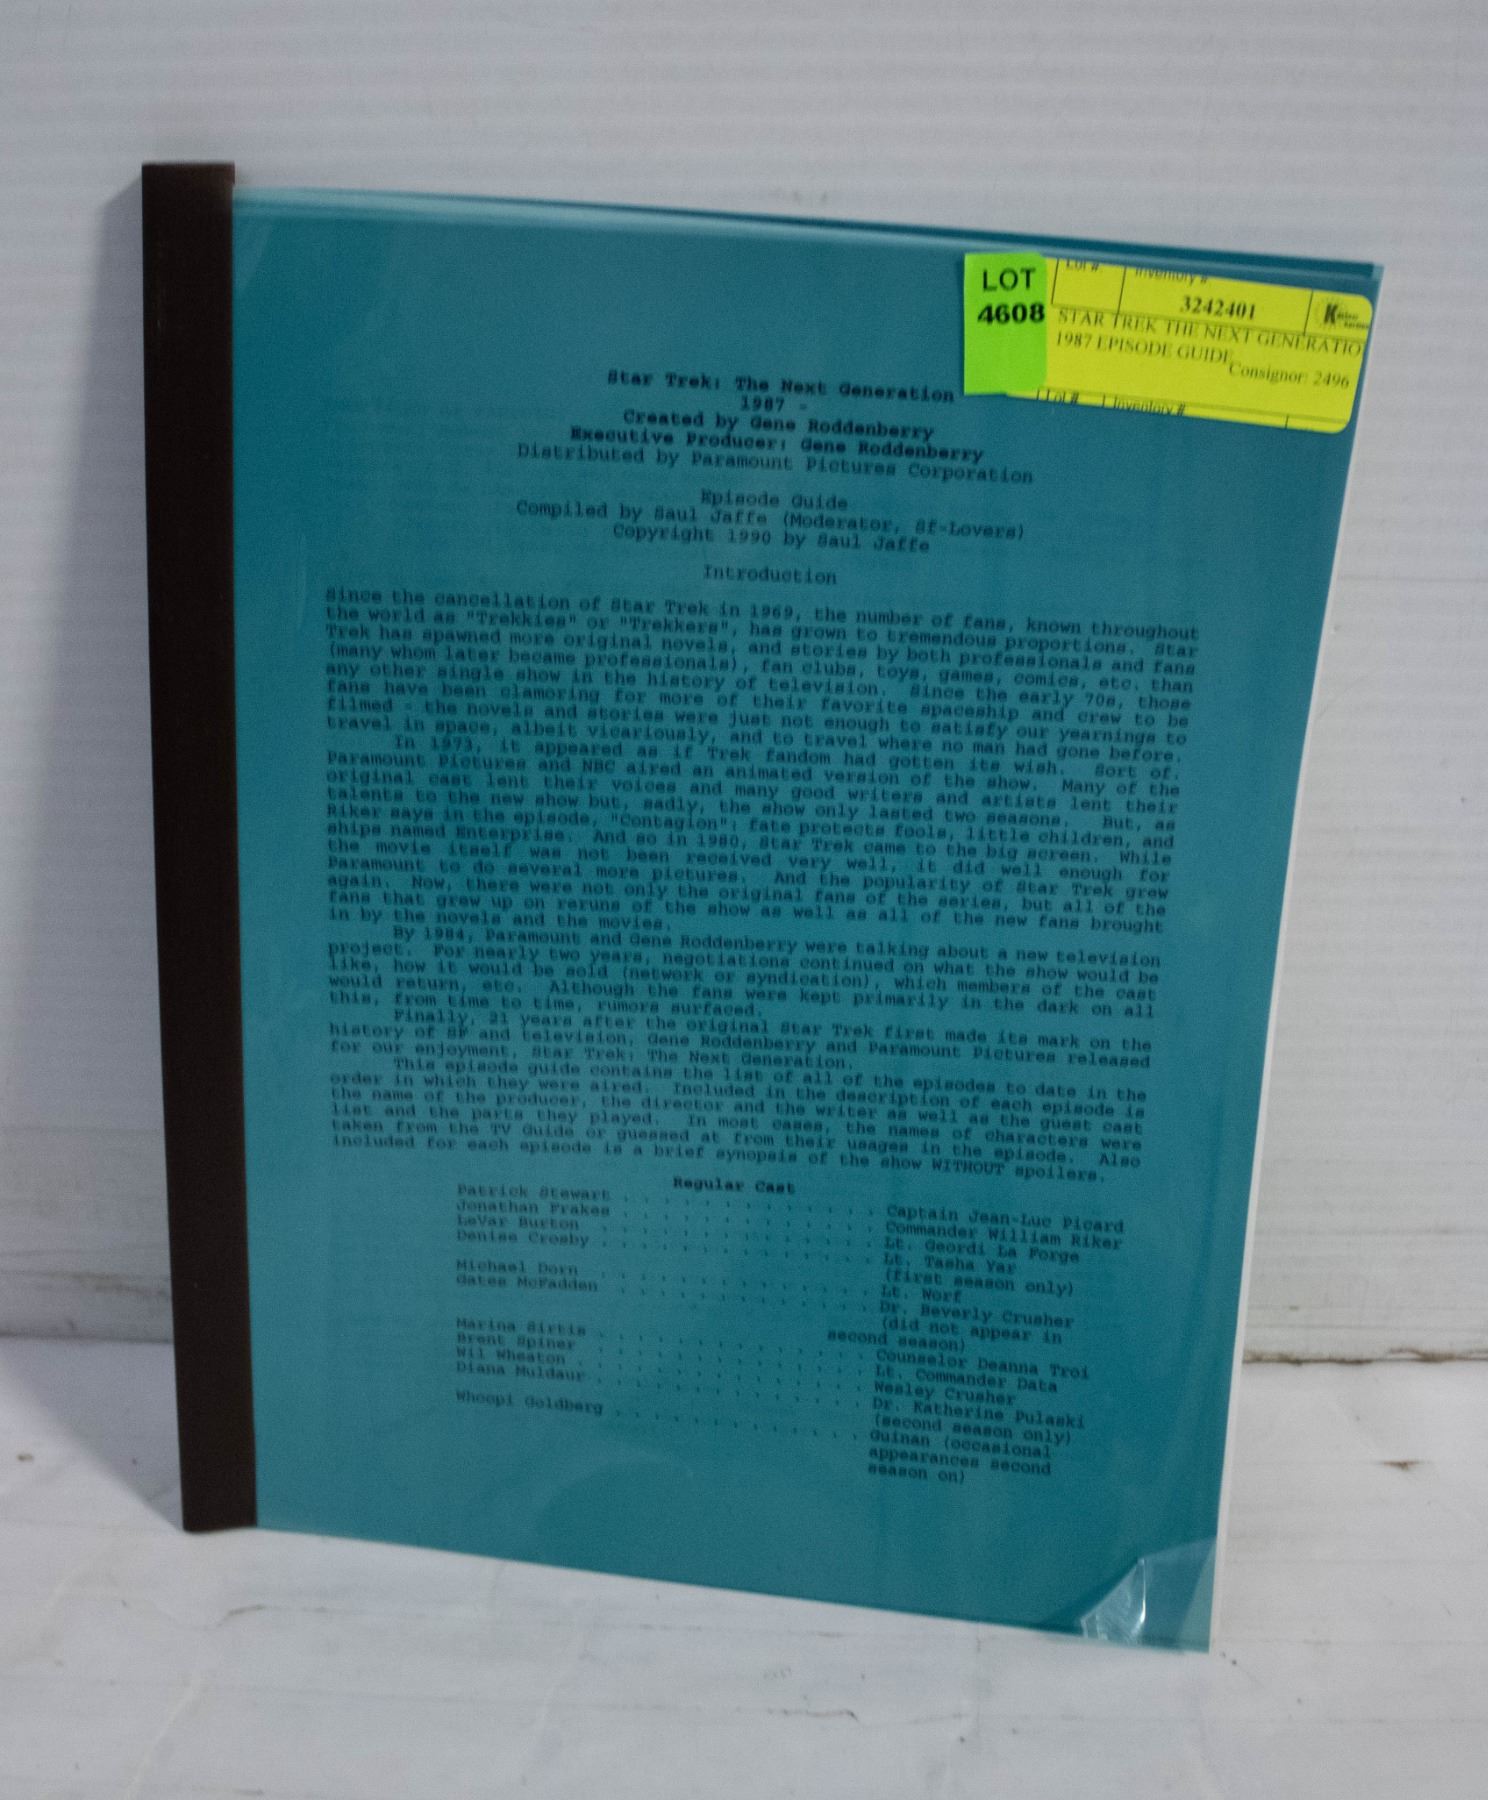 LOT
4608
Lot #
Inventory #
3242401
STAR TREK THE NEXT GENERATIO
1987 EPISODE GUIDE
Consignor: 2496
Lot #
Inventory #
Star Trek: The Next Generation
1987 -
Created by Gene Roddenberry
Executive Producer: Gene Roddenberry
Distributed by Paramount Pictures Corporation
Episode Guide
Compiled by Saul Jaffe (Moderator, Sf-Lovers)
Copyright 1990 by Saul Jaffe
Introduction
Since the cancellation of Star Trek in 1969, the number of fans, known throughout
the world as "Trekkies" or "Trekkers", has grown to tremendous proportions. Star
Trek has spawned more original novels, and stories by both professionals and fans
(many whom later became professionals), fan clubs, toys, games, comics, etc. than
any other single show in the history of television. Since the early 70s, those
fans have been clamoring for more of their favorite spaceship and crew to be
filmed - the novels and stories were just not enough to satisfy our yearnings to
travel in space, albeit vicariously, and to travel where no man had gone before.
In 1973, it appeared as if Trek fandom had gotten its wish. Sort of.
Paramount Pictures and NBC aired an animated version of the show. Many of the
original cast lent their voices and many good writers and artists lent their
talents to the new show but, sadly, the show only lasted two seasons. But, as
Riker says in the episode, "Contagion": fate protects fools, little children, and
ships named Enterprise. And so in 1980, Star Trek came to the big screen. While
the movie itself was not been received very well, it did well enough for
Paramount to do several more pictures. And the popularity of Star Trek grew
again. Now, there were not only the original fans of the series, but all of the
fans that grew up on reruns of the show as well as all of the new fans brought
in by the novels and the movies.
By 1984, Paramount and Gene Roddenberry were talking about a new television
project. For nearly two years, negotiations continued on what the show would be
like, how it would be sold (network or syndication), which members of the cast
would return, etc. Although the fans were kept primarily in the dark on all
this, from time to time, rumors surfaced.
Finally, 21 years after the original Star Trek first made its mark on the
history of SF and television, Gene Roddenberry and Paramount Pictures released
for our enjoyment, Star Trek: The Next Generation.
This episode guide contains the list of all of the episodes to date in the
order in which they were aired. Included in the description of each episode is
the name of the producer, the director and the writer as well as the guest cast
list and the parts they played. In most cases, the names of characters were
taken from the TV Guide or guessed at from their usages in the episode. Also
included for each episode is a brief synopsis of the show WITHOUT spoilers.
Regular Cast
Patrick Stewart . . . . . . . . . . . . Captain Jean-Luc Picard
Jonathan Frakes . . . . . . . . . . . . Commander William Riker
LeVar Burton . . . . . . . . . . . . . Lt. Geordi La Forge
Denise Crosby . . . . . . . . . . . . . Lt. Tasha Yar
(first season only)
Michael Dorn . . . . . . . . . . . . . Lt. Worf
Gates McFadden . . . . . . . . . . . . Dr. Beverly Crusher
(did not appear in
second season)
Marina Sirtis . . . . . . . . . . . . . Counselor Deanna Troi
Brent Spiner . . . . . . . . . . . . . Lt. Commander Data
Wil Wheaton . . . . . . . . . . . . . . Wesley Crusher
Diana Muldaur . . . . . . . . . . . . . Dr. Katherine Pulaski
(second season only)
Whoopi Goldberg . . . . . . . . . . . . Guinan (occasional
appearances second
season on)